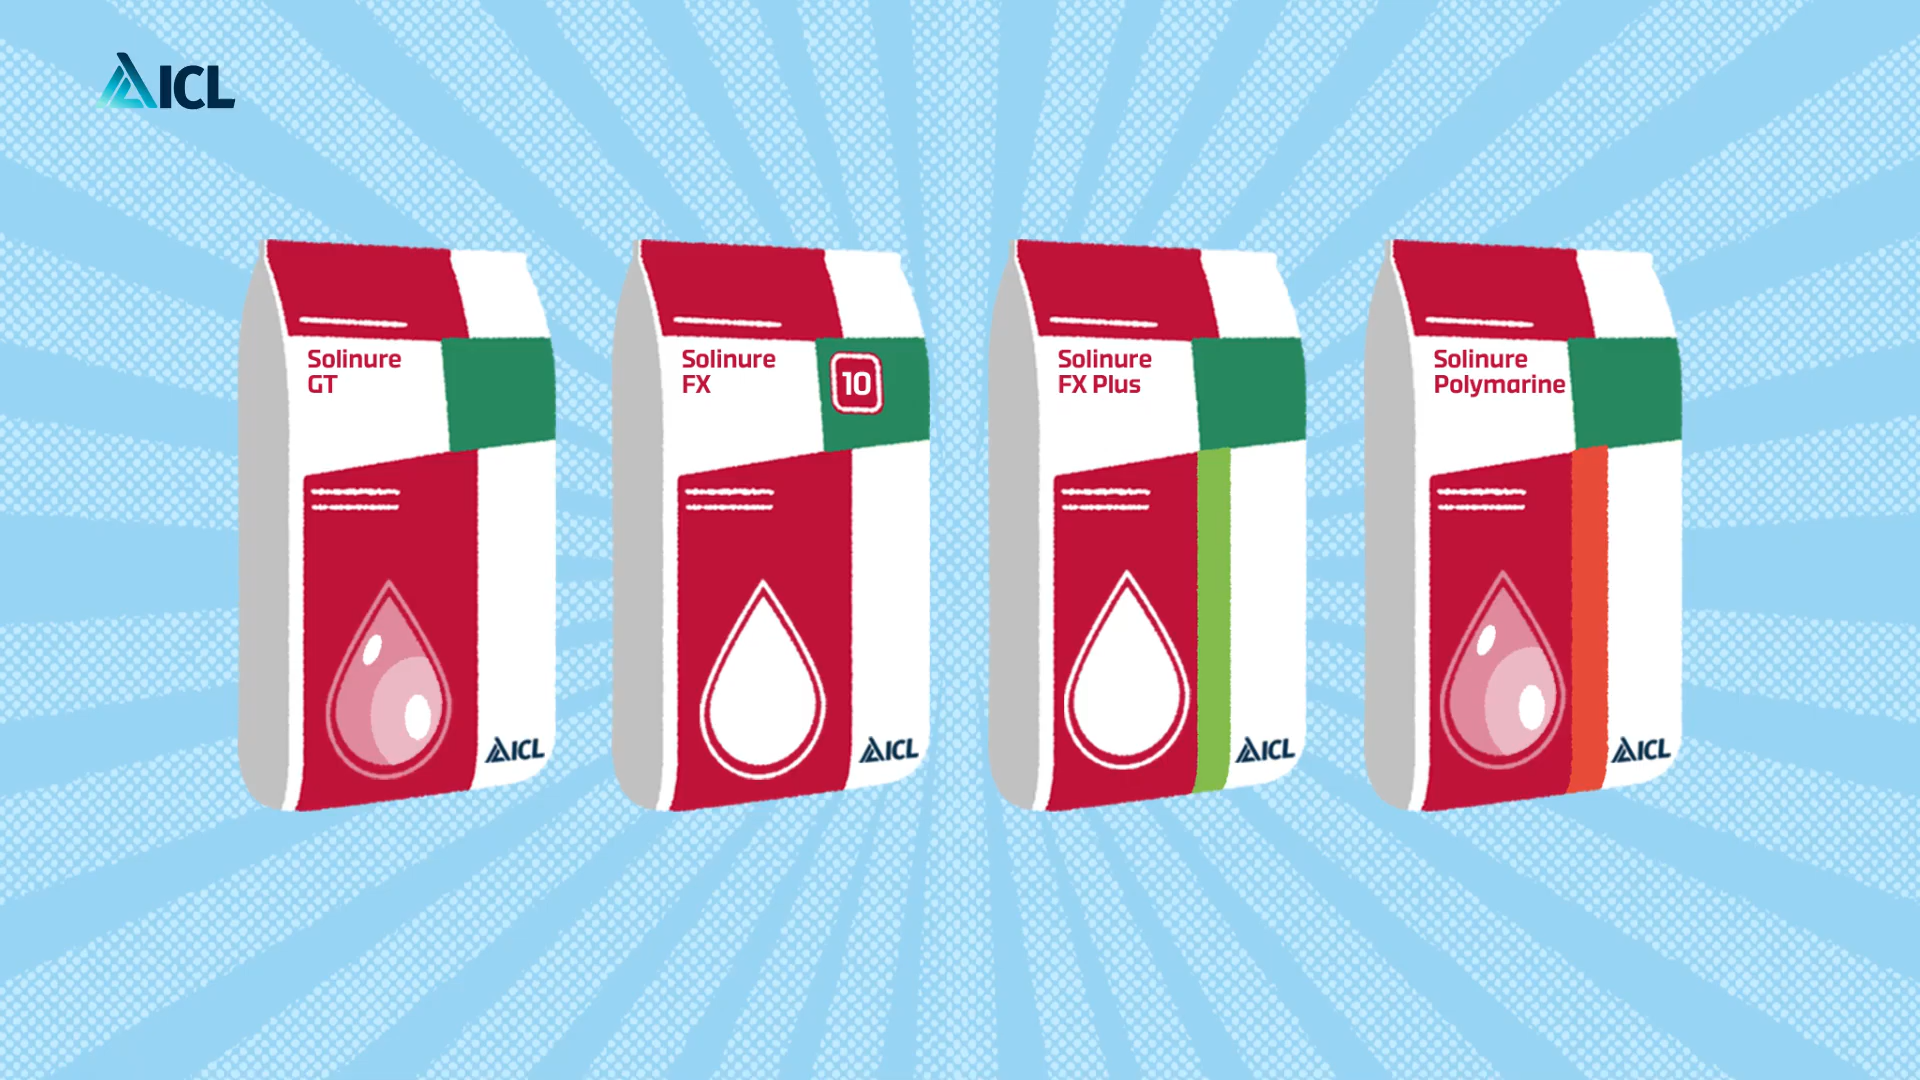 ICL
Solinure
GT
Solinure
FX
10
Solinure
FX Plus
Solinure
Polymarine
ICL
ICL
ICL
ICL